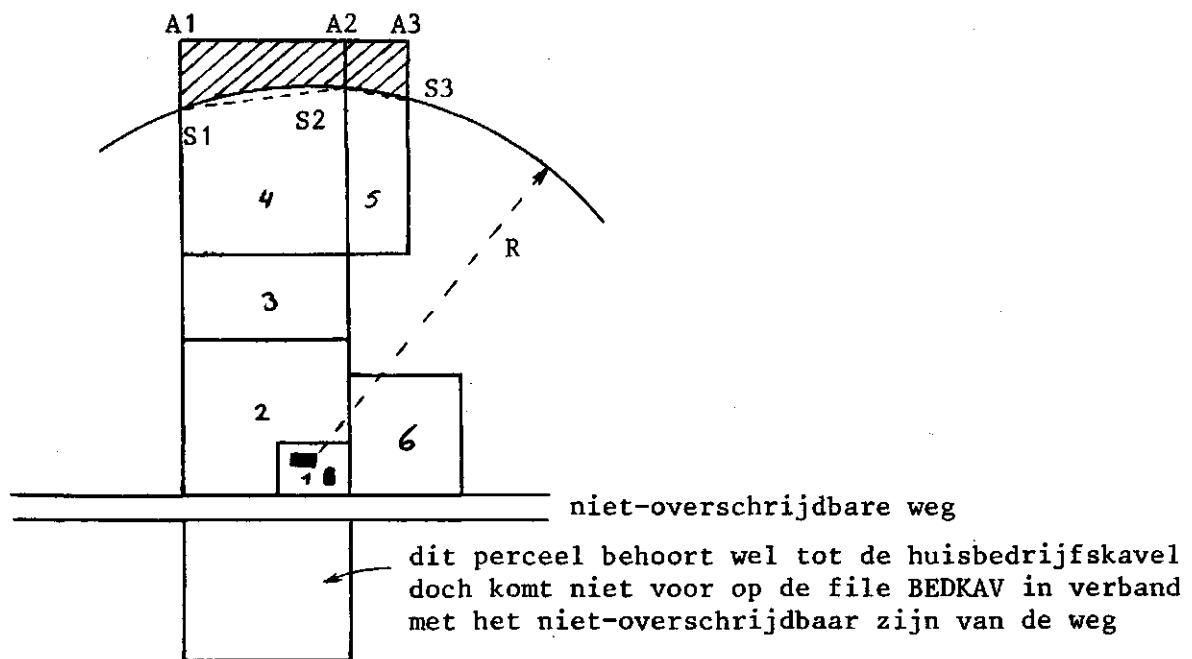 A1 A2 A3
S3
S2
S1
4 5
R
3
2
6
1
niet-overschrijdbare weg
dit perceel behoort wel tot de huisbedrijfskavel
doch komt niet voor op de file BEDKAV in verband
met het niet-overschrijdbaar zijn van de weg